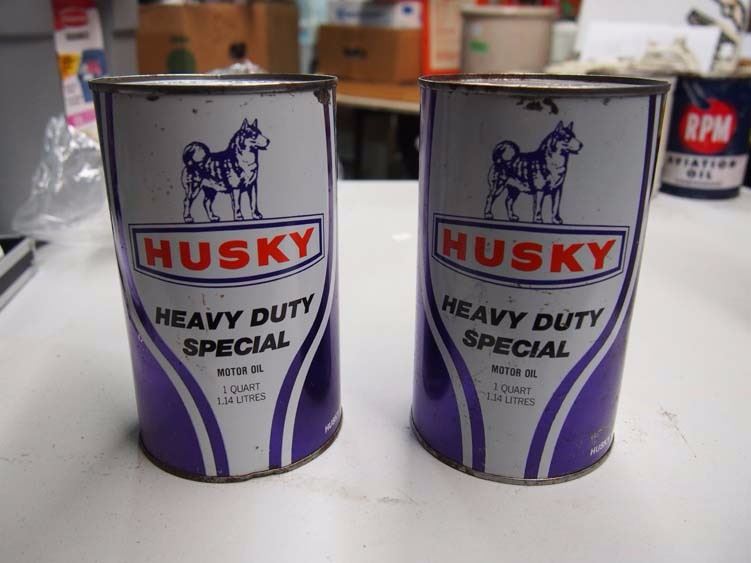 HUSKY
HEAVY DUTY
SPECIAL
MOTOR OIL
1 QUART
1.14 LITRES
HUSKY
HEAVY DUTY
SPECIAL
MOTOR OIL
1 QUART
1.14 LITRES
HUSKY
RPM
AVIATION
OIL